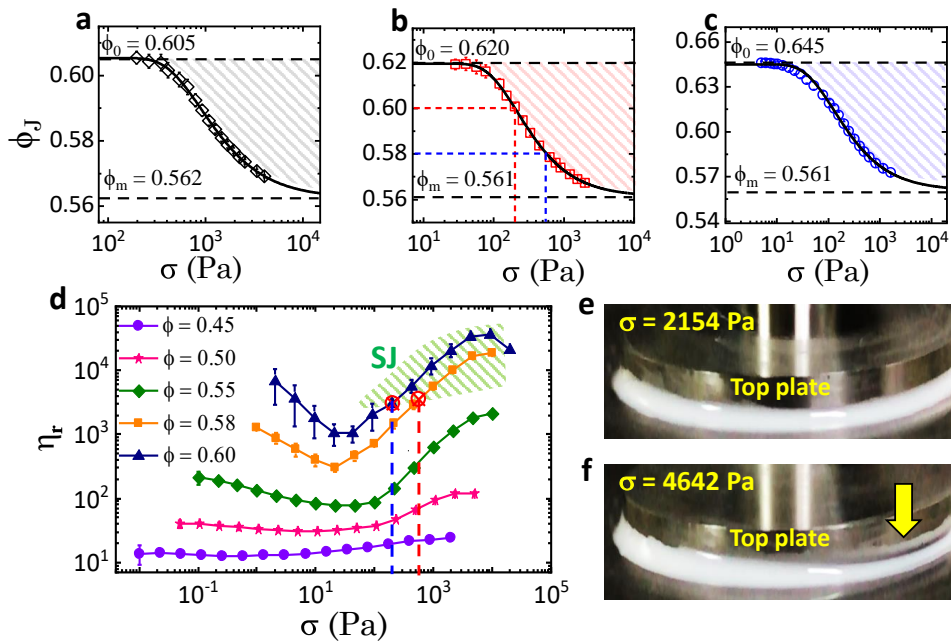 a
ϕ₀ = 0.605
ϕₘ = 0.562
0.60
0.58
0.56
ϕ_J
10² 10³ 10⁴
σ (Pa)
b
ϕ₀ = 0.620
ϕₘ = 0.561
0.62
0.60
0.58
0.56
10¹ 10² 10³ 10⁴
σ (Pa)
c
ϕ₀ = 0.645
ϕₘ = 0.561
0.66
0.63
0.60
0.57
0.54
10⁰ 10¹ 10² 10³ 10⁴
σ (Pa)
d
10⁵
10⁴
10³
10²
10¹
η_r
ϕ = 0.45
ϕ = 0.50
ϕ = 0.55
ϕ = 0.58
ϕ = 0.60
SJ
10⁻¹ 10¹ 10³ 10⁵
σ (Pa)
e
σ = 2154 Pa
Top plate
f
σ = 4642 Pa
Top plate